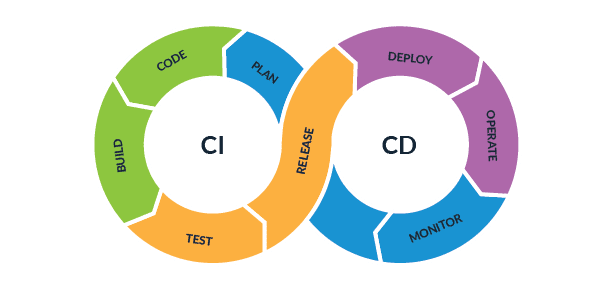 CODE
PLAN
BUILD
CI
TEST
RELEASE
DEPLOY
CD
OPERATE
MONITOR